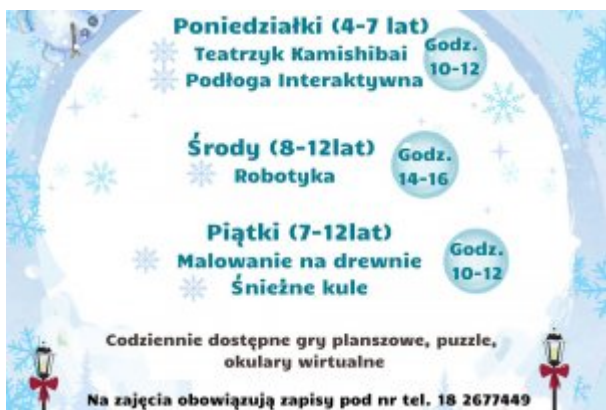 Poniedziałki (4-7 lat)
Teatrzyk Kamishibai
Podłoga Interaktywna
Godz.
10-12
Środy (8-12lat)
Robotyka
Godz.
14-16
Piątki (7-12lat)
Malowanie na drewnie
Śnieżne kule
Godz.
10-12
Codziennie dostępne gry planszowe, puzzle,
okulary wirtualne
Na zajęcia obowiązują zapisy pod nr tel. 18 2677449